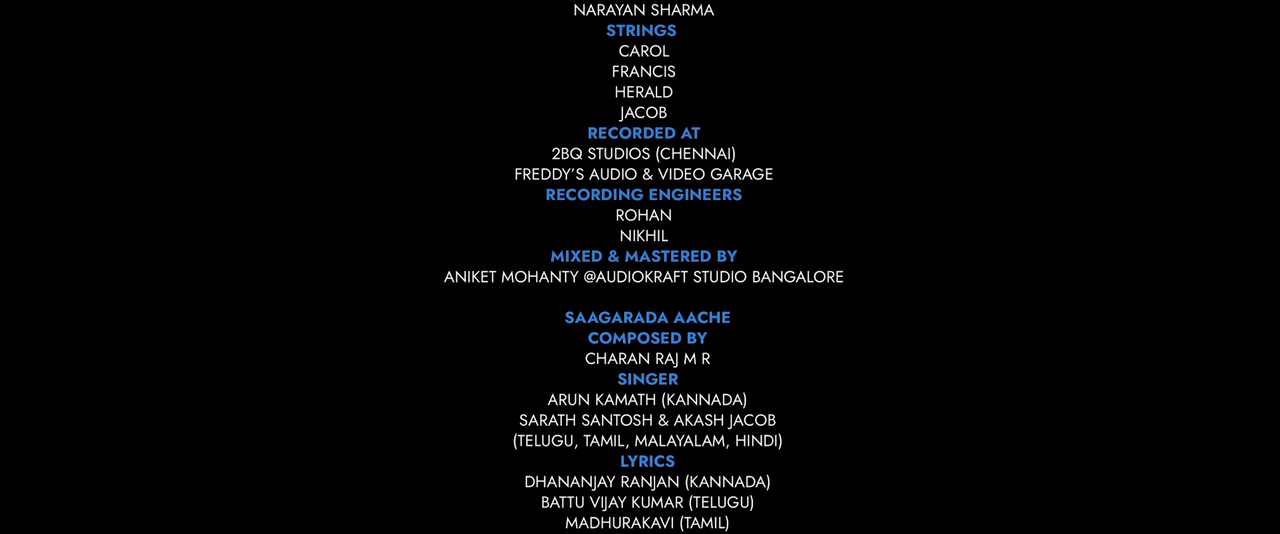 NARAYAN SHARMA
STRINGS
CAROL
FRANCIS
HERALD
JACOB
RECORDED AT
2BQ STUDIOS (CHENNAI)
FREDDY'S AUDIO & VIDEO GARAGE
RECORDING ENGINEERS
ROHAN
NIKHIL
MIXED & MASTERED BY
ANIKET MOHANTY @AUDIOKRAFT STUDIO BANGALORE
SAAGARADA AACHE
COMPOSED BY
CHARAN RAJ M R
SINGER
ARUN KAMATH (KANNADA)
SARATH SANTOSH & AKASH JACOB
(TELUGU, TAMIL, MALAYALAM, HINDI)
LYRICS
DHANANJAY RANJAN (KANNADA)
BATTU VIJAY KUMAR (TELUGU)
MADHURAKAVI (TAMIL)